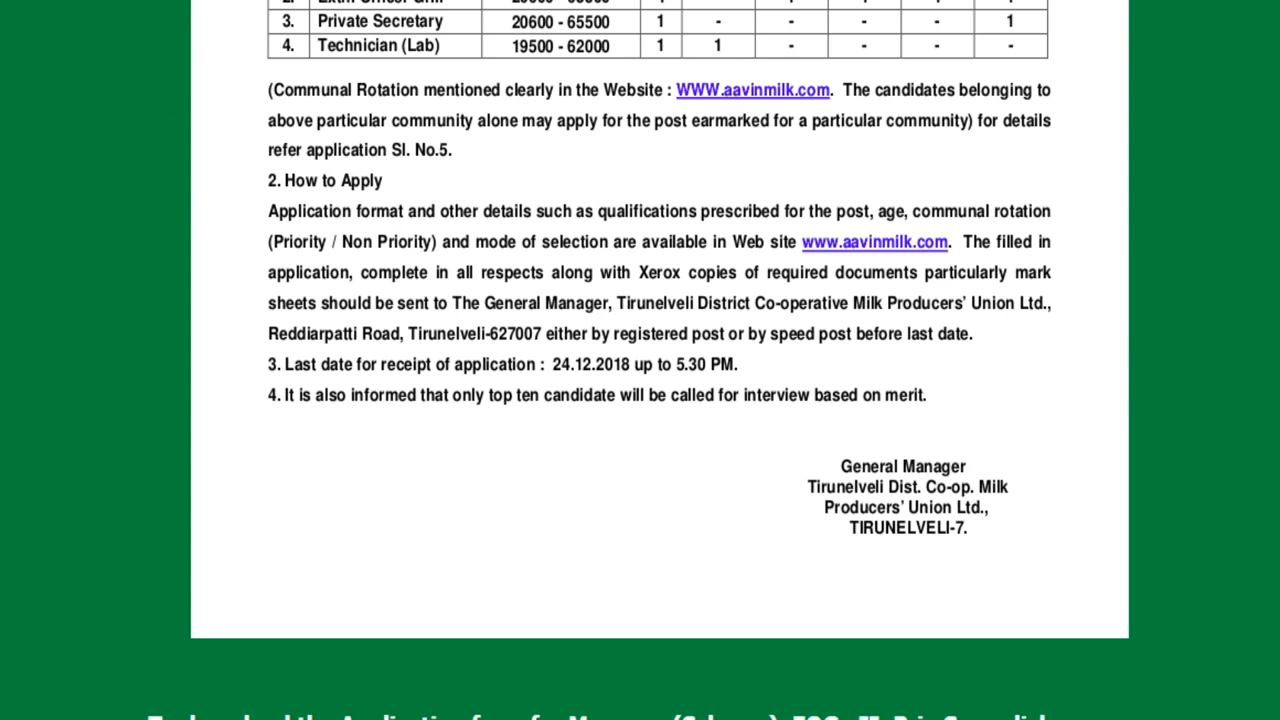 3. Private Secretary 20600 - 65500 1 - - - - 1
4. Technician (Lab) 19500 - 62000 1 1 - - - -
(Communal Rotation mentioned clearly in the Website : WWW.aavinmilk.com. The candidates belonging to
above particular community alone may apply for the post earmarked for a particular community) for details
refer application Sl. No.5.
2. How to Apply
Application format and other details such as qualifications prescribed for the post, age, communal rotation
(Priority / Non Priority) and mode of selection are available in Web site www.aavinmilk.com. The filled in
application, complete in all respects along with Xerox copies of required documents particularly mark
sheets should be sent to The General Manager, Tirunelveli District Co-operative Milk Producers' Union Ltd.,
Reddiarpatti Road, Tirunelveli-627007 either by registered post or by speed post before last date.
3. Last date for receipt of application : 24.12.2018 up to 5.30 PM.
4. It is also informed that only top ten candidate will be called for interview based on merit.
General Manager
Tirunelveli Dist. Co-op. Milk
Producers' Union Ltd.,
TIRUNELVELI-7.